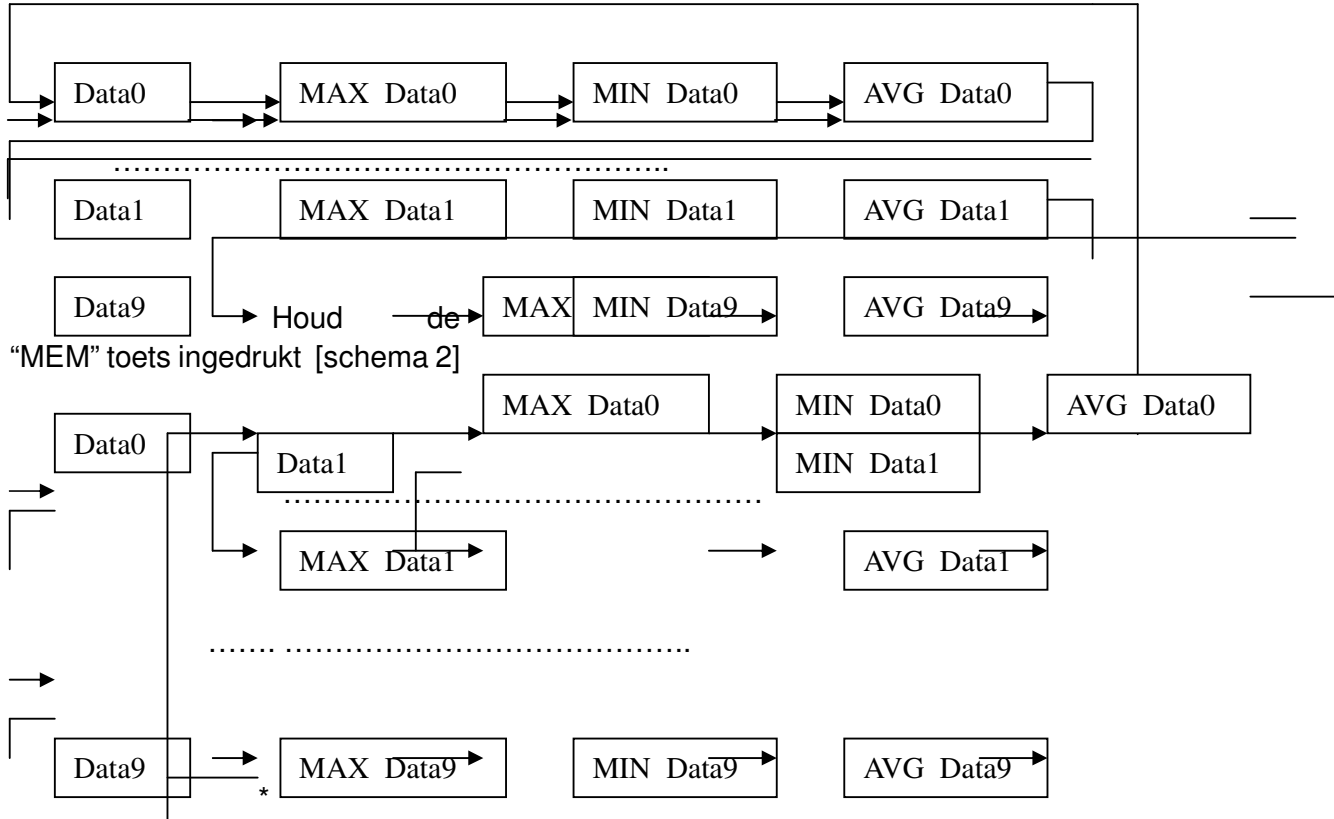 Data0 MAX Data0 MIN Data0 AVG Data0
……………………………………………..
Data1 MAX Data1 MIN Data1 AVG Data1
Data9 Houd de MAX MIN Data9 AVG Data9
“MEM” toets ingedrukt [schema 2]
MAX Data0 MIN Data0 AVG Data0
Data0 Data1 MIN Data1
……………………………………….
MAX Data1 AVG Data1
……. ………………………………….
Data9 MAX Data9 MIN Data9 AVG Data9
*